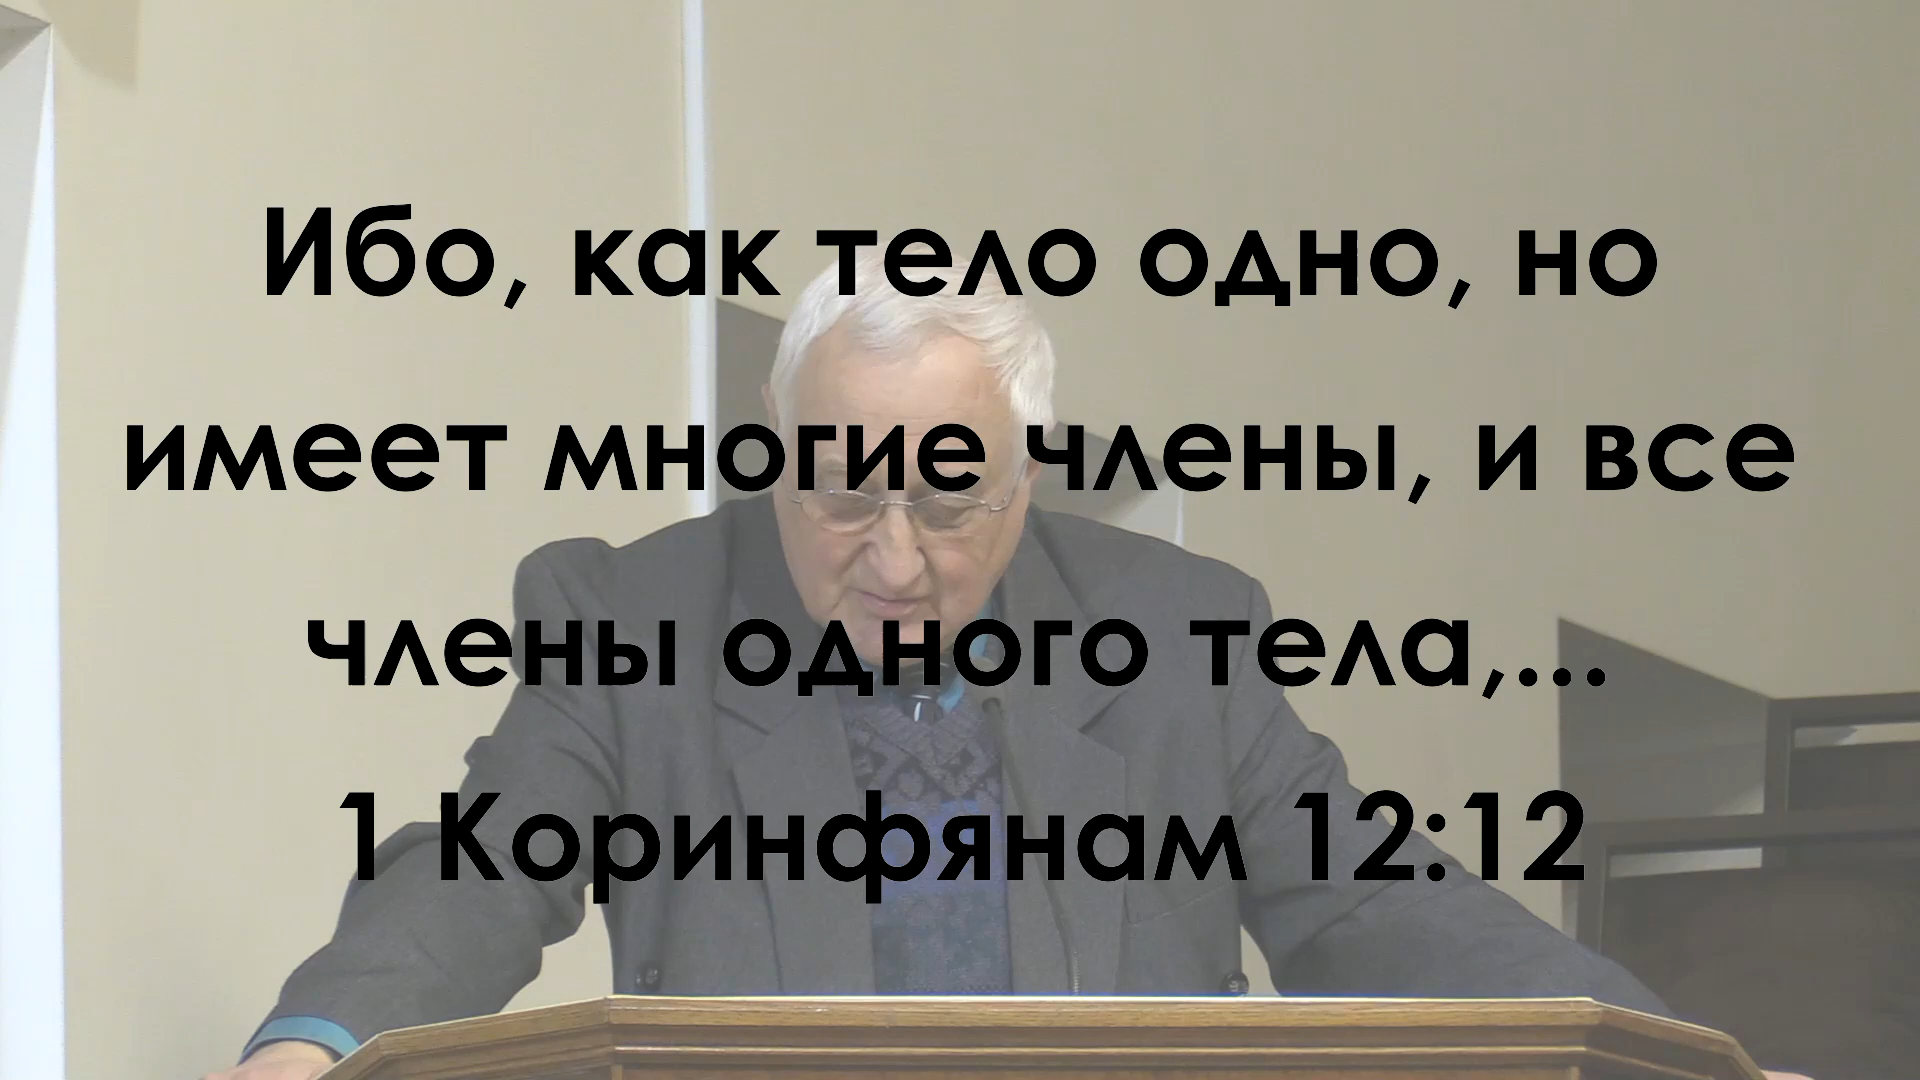 Ибо, как тело одно, но
имеет многие члены, и все
члены одного тела,...
1 Коринфянам 12:12